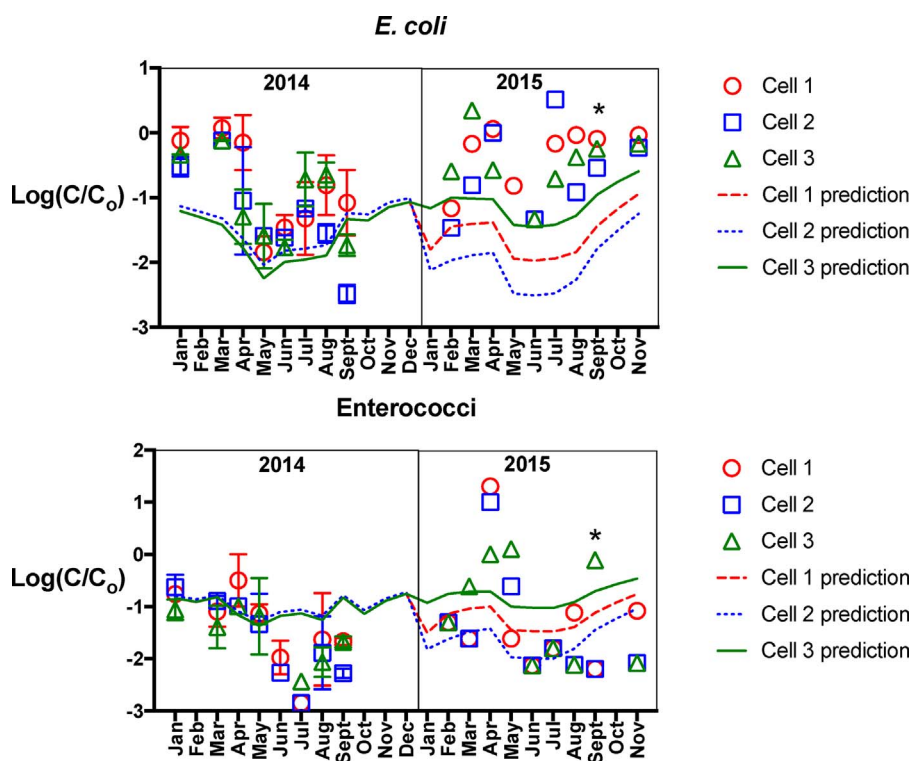 E. coli
2014
2015
*
1
0
-1
-2
-3
Log(C/Co)
Jan
Feb
Mar
Apr
May
Jun
Jul
Aug
Sept
Oct
Nov
Dec
Jan
Feb
Mar
Apr
May
Jun
Jul
Aug
Sept
Oct
Nov
Cell 1
Cell 2
Cell 3
Cell 1 prediction
Cell 2 prediction
Cell 3 prediction
Enterococci
2014
2015
*
2
1
0
-1
-2
-3
Log(C/Co)
Jan
Feb
Mar
Apr
May
Jun
Jul
Aug
Sept
Oct
Nov
Dec
Jan
Feb
Mar
Apr
May
Jun
Jul
Aug
Sept
Oct
Nov
Cell 1
Cell 2
Cell 3
Cell 1 prediction
Cell 2 prediction
Cell 3 prediction